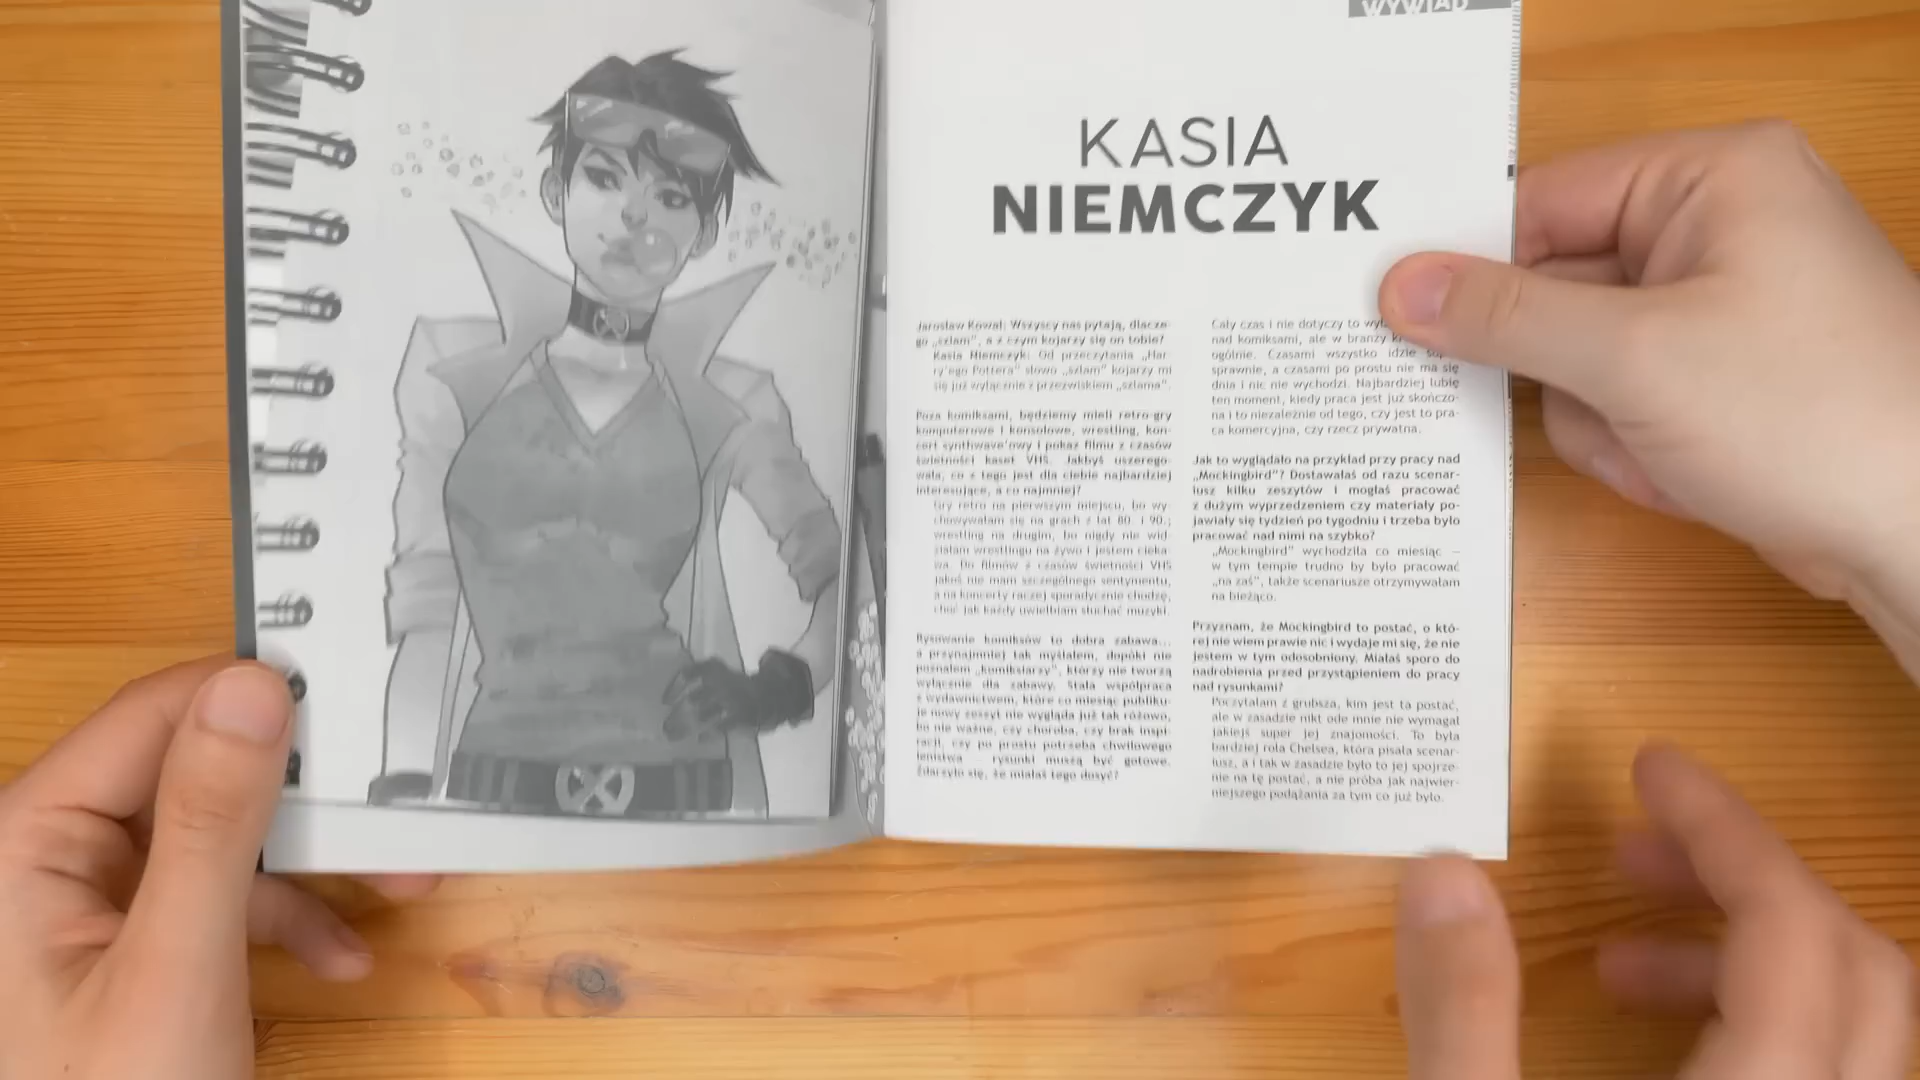 WYWIAD
KASIA
NIEMCZYK
Jarosław Kowal: Wszyscy nas pytają, dlacze-
go „szlam”, a z czym kojarzy się on tobie?
Kasia Niemczyk: Od przeczytania „Har-
ry'ego Pottera” słowo „szlam” kojarzy mi
się już wyłącznie z przezwiskiem „szlama”.
Poza komiksami, będziemy mieli retro-gry
komputerowe i konsolowe, wrestling, kon-
cert synthwave'owy i pokaz filmu z czasów
świetności kaset VHS. Jakbyś uszerego-
wała, co z tego jest dla ciebie najbardziej
interesujące, a co najmniej?
Gry retro na pierwszym miejscu, bo wy-
chowywałam się na grach z lat 80. i 90.;
wrestling na drugim, bo nigdy nie wid-
ziałam wrestlingu na żywo i jestem cieka-
wa. Do filmów z czasów świetności VHS
jakoś nie mam szczególnego sentymentu,
a na koncerty raczej sporadycznie chodzę,
choć jak każdy uwielbiam słuchać muzyki.
Rysowanie komiksów to dobra zabawa...
a przynajmniej tak myślałem, dopóki nie
poznałem „komiksiarzy”, którzy nie tworzą
wyłącznie dla zabawy. Stała współpraca
z wydawnictwem, które co miesiąc publiku-
je nowy zeszyt nie wygląda już tak różowo,
bo nie ważne, czy choroba, czy brak inspi-
racji, czy po prostu potrzeba chwilowego
lenistwa – rysunki muszą być gotowe.
Zdarzyło się, że miałaś tego dosyć?
Cały czas i nie dotyczy to
nad komiksami, ale w branży
ogólnie. Czasami wszystko idzie
sprawnie, a czasami po prostu nie ma się
dnia i nic nie wychodzi. Najbardziej lubię
ten moment, kiedy praca jest już skończo-
na i to niezależnie od tego, czy jest to pra-
ca komercyjna, czy rzecz prywatna.
Jak to wyglądało na przykład przy pracy nad
„Mockingbird”? Dostawałaś od razu scenar-
iusz kilku zeszytów i mogłaś pracować
z dużym wyprzedzeniem czy materiały po-
jawiały się tydzień po tygodniu i trzeba było
pracować nad nimi na szybko?
„Mockingbird” wychodziła co miesiąc –
w tym tempie trudno by było pracować
„na zaś”, także scenariusze otrzymywałam
na bieżąco.
Przyznam, że Mockingbird to postać, o któ-
rej nie wiem prawie nic i wydaje mi się, że nie
jestem w tym odosobniony. Miałaś sporo do
nadrobienia przed przystąpieniem do pracy
nad rysunkami?
Poczytałam z grubsza, kim jest ta postać,
ale w zasadzie nikt ode mnie nie wymagał
jakiejś super jej znajomości. To była
bardziej rola Chelsea, która pisała scenar-
iusz, a i tak w zasadzie było to jej spojrze-
nie na tę postać, a nie próba jak najwier-
niejszego podążania za tym co już było.